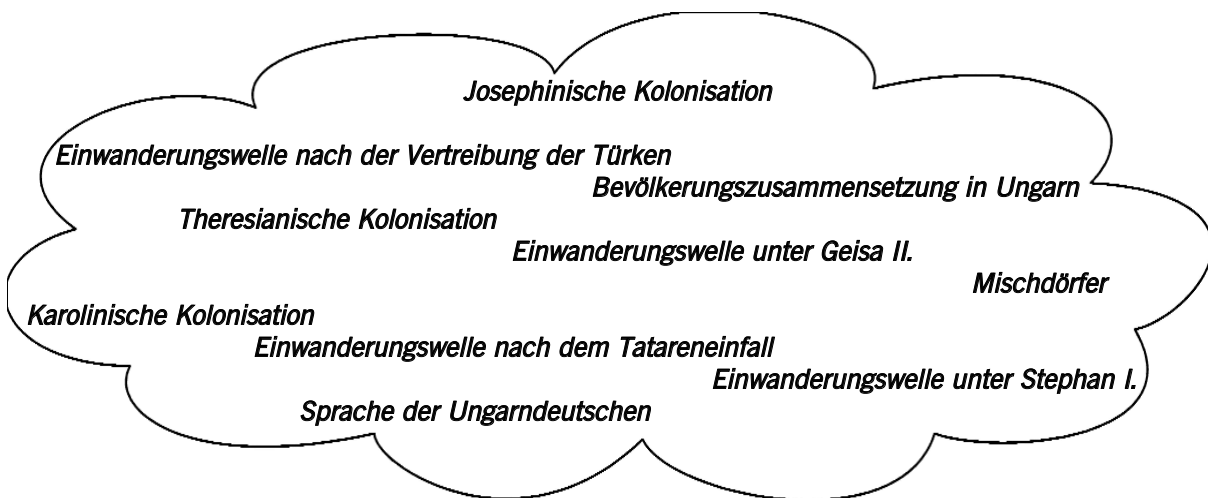 Josephinische Kolonisation
Einwanderungswelle nach der Vertreibung der Türken
Bevölkerungszusammensetzung in Ungarn
Theresianische Kolonisation
Einwanderungswelle unter Geisa II.
Mischdörfer
Karolinische Kolonisation
Einwanderungswelle nach dem Tatareneinfall
Einwanderungswelle unter Stephan I.
Sprache der Ungarndeutschen